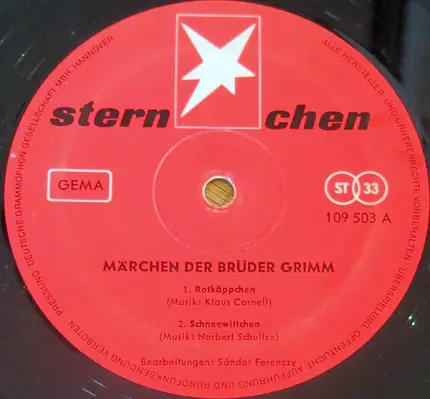 stern chen
GEMA
ST 33
109 503 A
MÄRCHEN DER BRÜDER GRIMM
1. Rotkäppchen
(Musik: Klaus Cornell)
2. Schneewittchen
(Musik: Norbert Schultze)
Bearbeitungen: Sándor Ferenczy
PRESSUNG DEUTSCHE GRAMMOPHON GESELLSCHAFT MBH, HANNOVER
ALLE HERSTELLER- UND URHEBERRECHTE VORBEHALTEN · ÜBERSPIELUNG, ÖFFENTLICHE AUFFÜHRUNG UND RUNDFUNKSENDUNG VERBOTEN